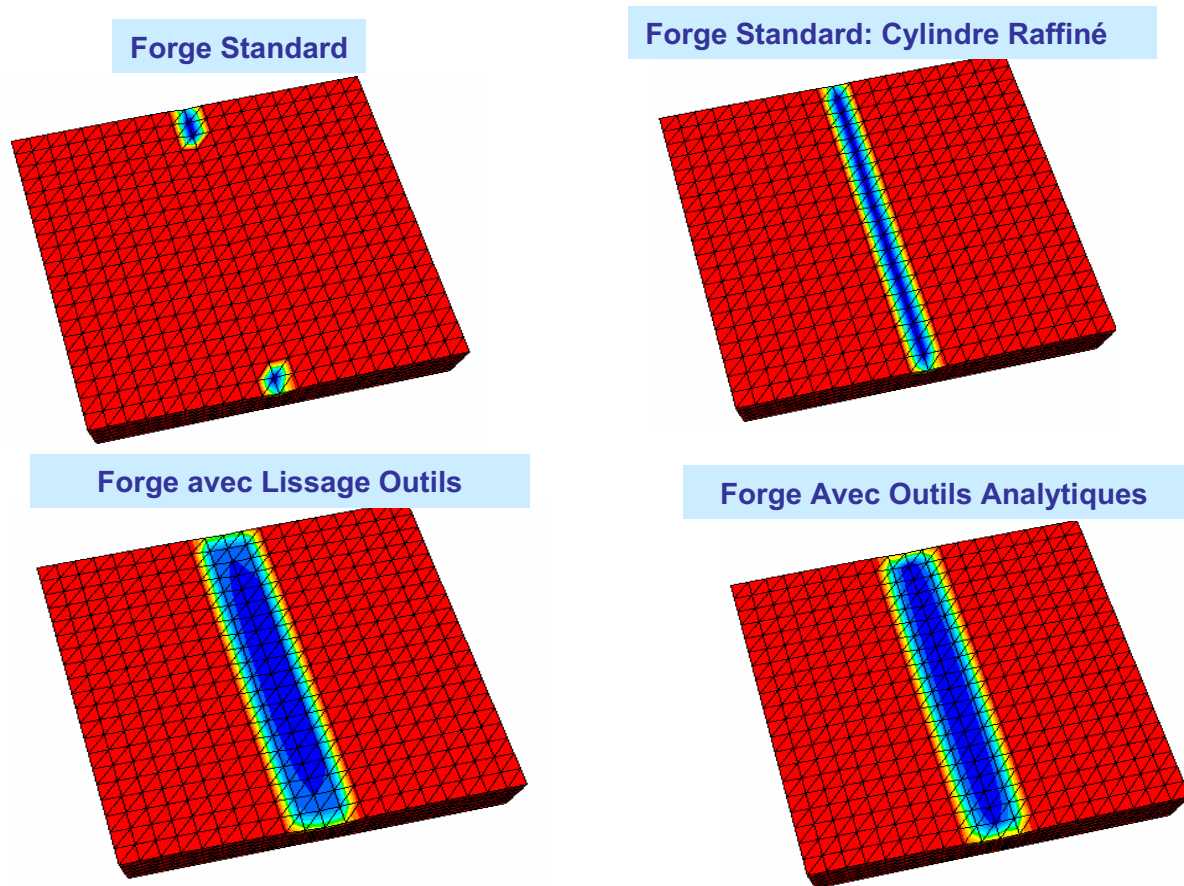 Forge Standard
Forge Standard: Cylindre Raffiné
Forge avec Lissage Outils
Forge Avec Outils Analytiques